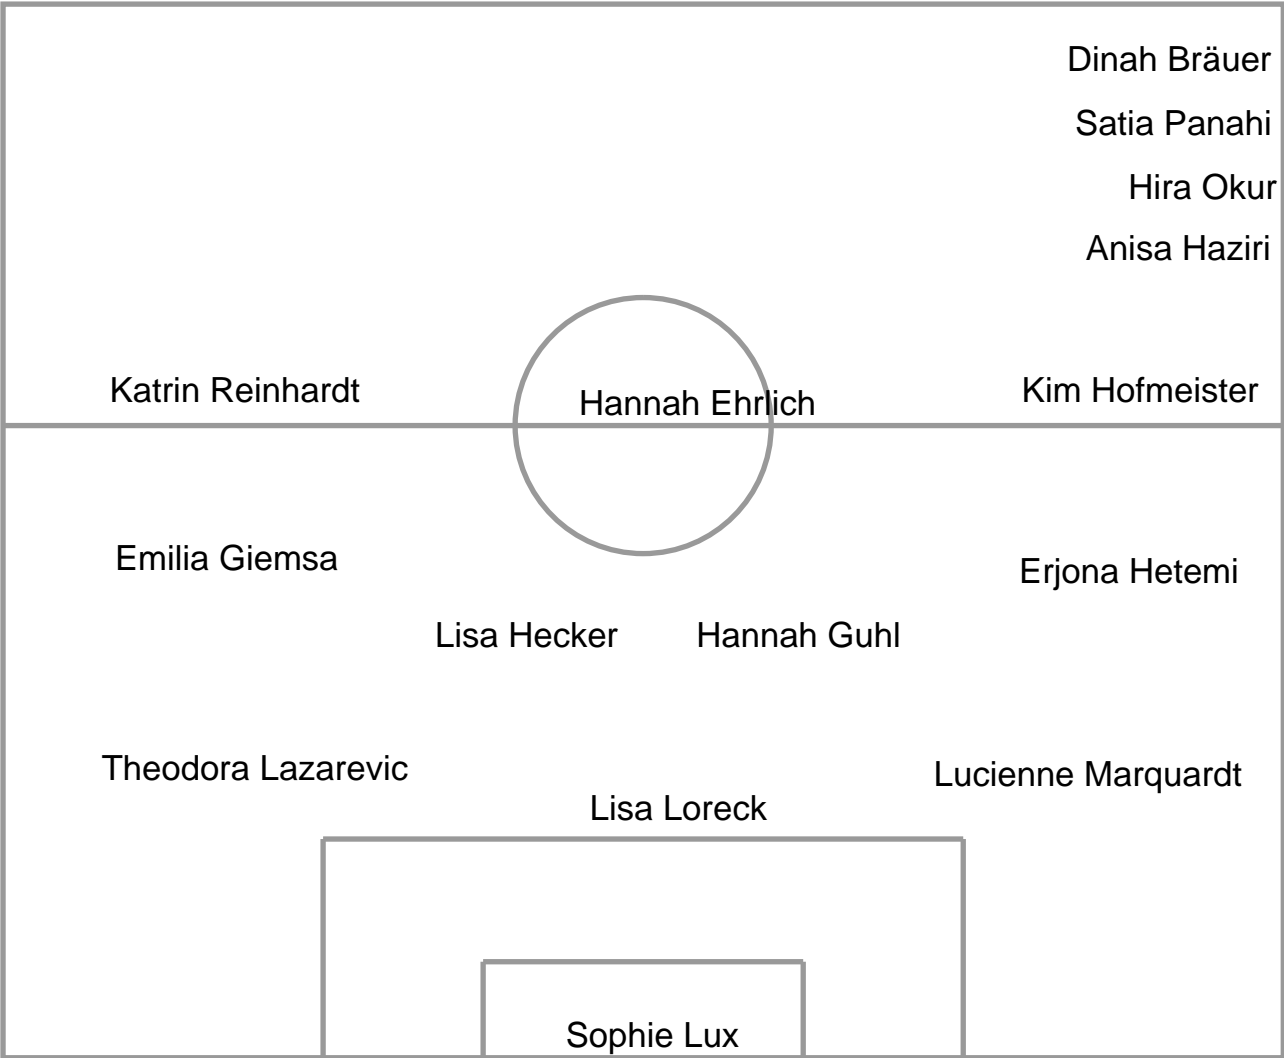 Dinah Bräuer
Satia Panahi
Hira Okur
Anisa Haziri
Katrin Reinhardt
Hannah Ehrlich
Kim Hofmeister
Emilia Giemsa
Erjona Hetemi
Lisa Hecker
Hannah Guhl
Theodora Lazarevic
Lucienne Marquardt
Lisa Loreck
Sophie Lux